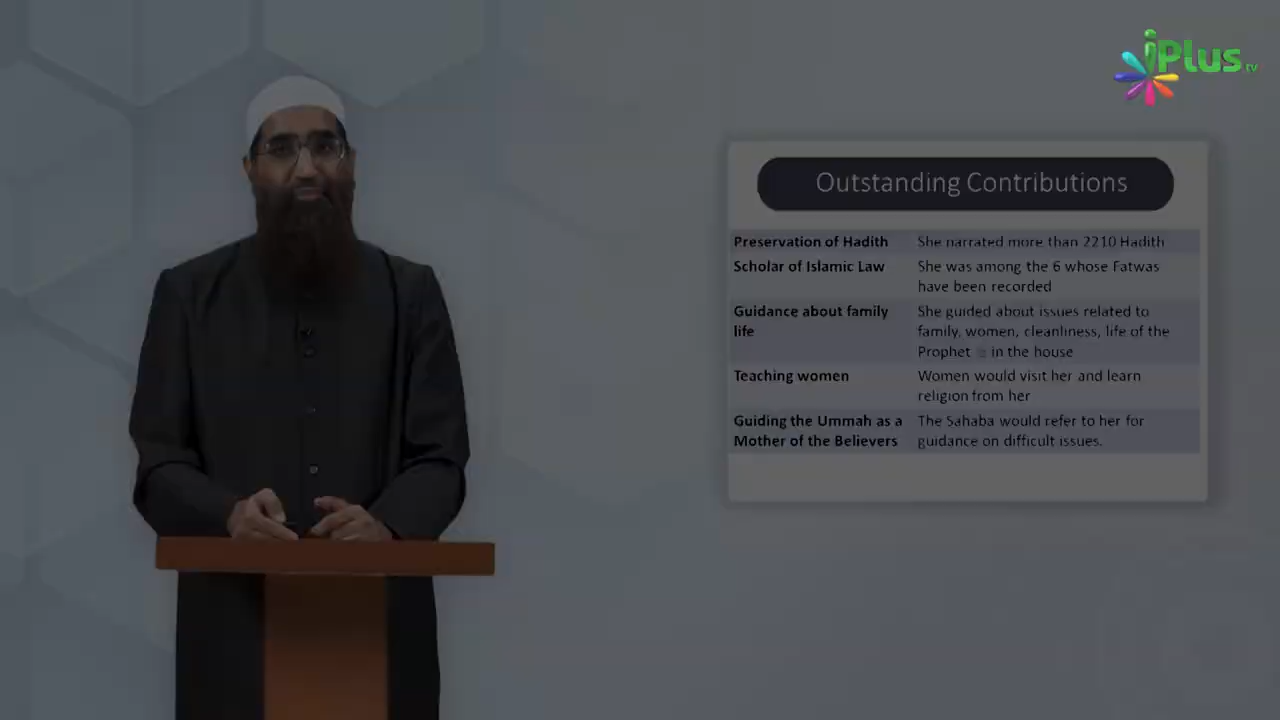 iPlus.tv
Outstanding Contributions
Preservation of Hadith
She narrated more than 2210 Hadith
Scholar of Islamic Law
She was among the 6 whose Fatwas
have been recorded
Guidance about family
life
She guided about issues related to
family, women, cleanliness, life of the
Prophet in the house
Teaching women
Women would visit her and learn
religion from her
Guiding the Ummah as a
Mother of the Believers
The Sahaba would refer to her for
guidance on difficult issues.